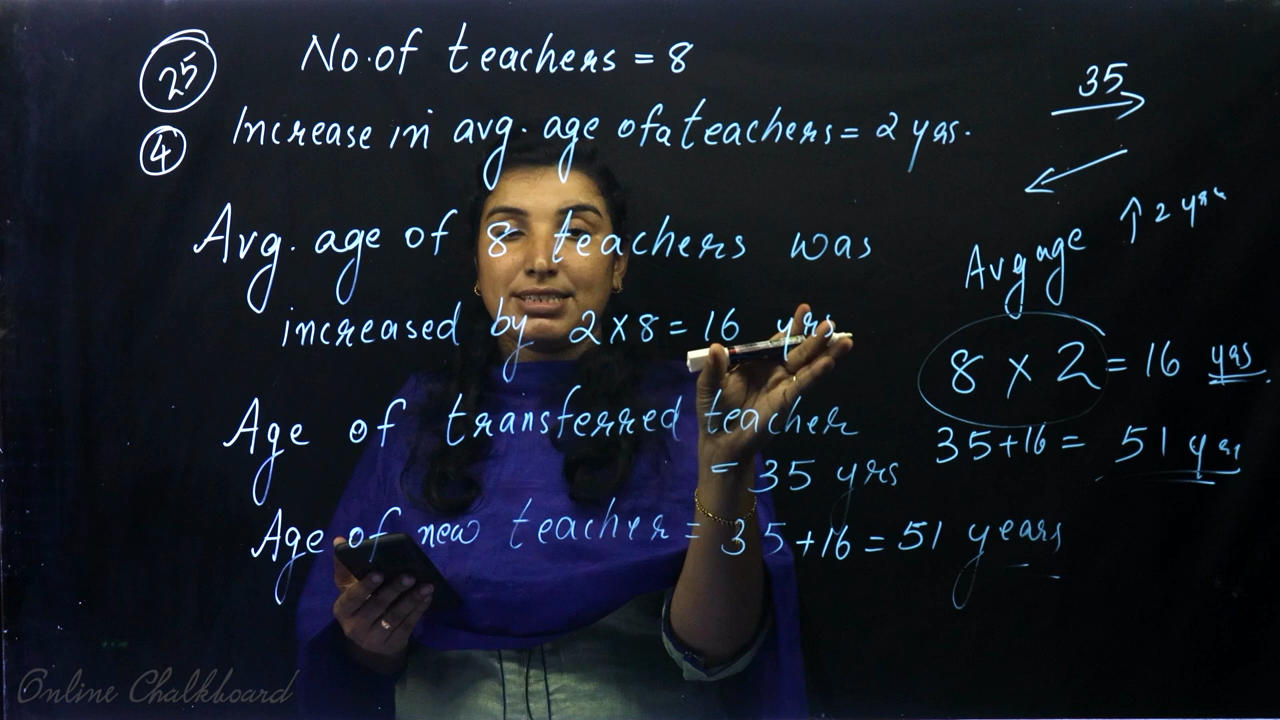 25
No. of teachers = 8
4
Increase in avg. age of a teachers = 2 yrs.
35
Avg. age of 8 teachers was
increased by 2 x 8 = 16 yrs
Age of transferred teacher
= 35 yrs
Age of new teacher = 35 + 16 = 51 years
Avg age ↑ 2 yrs
8 x 2 = 16 yrs
35 + 16 = 51 yrs
Online Chalkboard